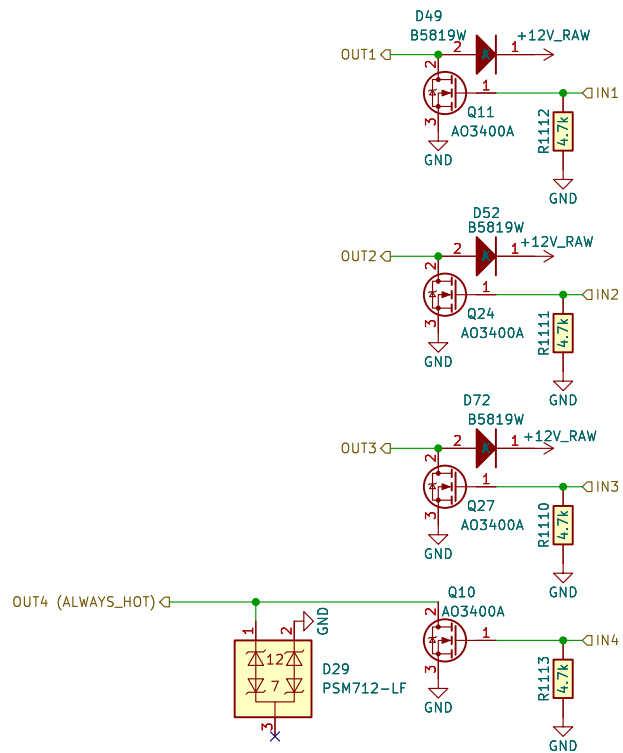 D49
B5819W
+12V_RAW
OUT1
2
1
2
1
IN1
Q11
AO3400A
3
GND
R1112
4.7k
GND
D52
B5819W
+12V_RAW
OUT2
2
1
2
1
IN2
Q24
AO3400A
3
GND
R1111
4.7k
GND
D72
B5819W
+12V_RAW
OUT3
2
1
2
1
IN3
Q27
AO3400A
3
GND
R1110
4.7k
GND
OUT4 (ALWAYS_HOT)
Q10
AO3400A
2
1
IN4
3
GND
R1113
4.7k
GND
1
2
GND
12
7
D29
PSM712-LF
3